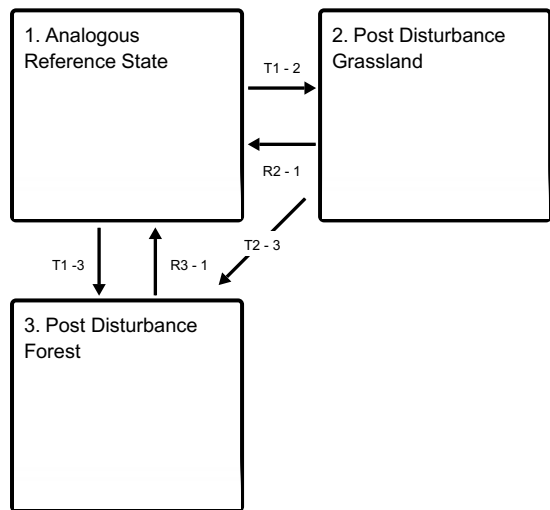 1. Analogous
Reference State
2. Post Disturbance
Grassland
T1 - 2
R2 - 1
T2 - 3
T1 -3
R3 - 1
3. Post Disturbance
Forest